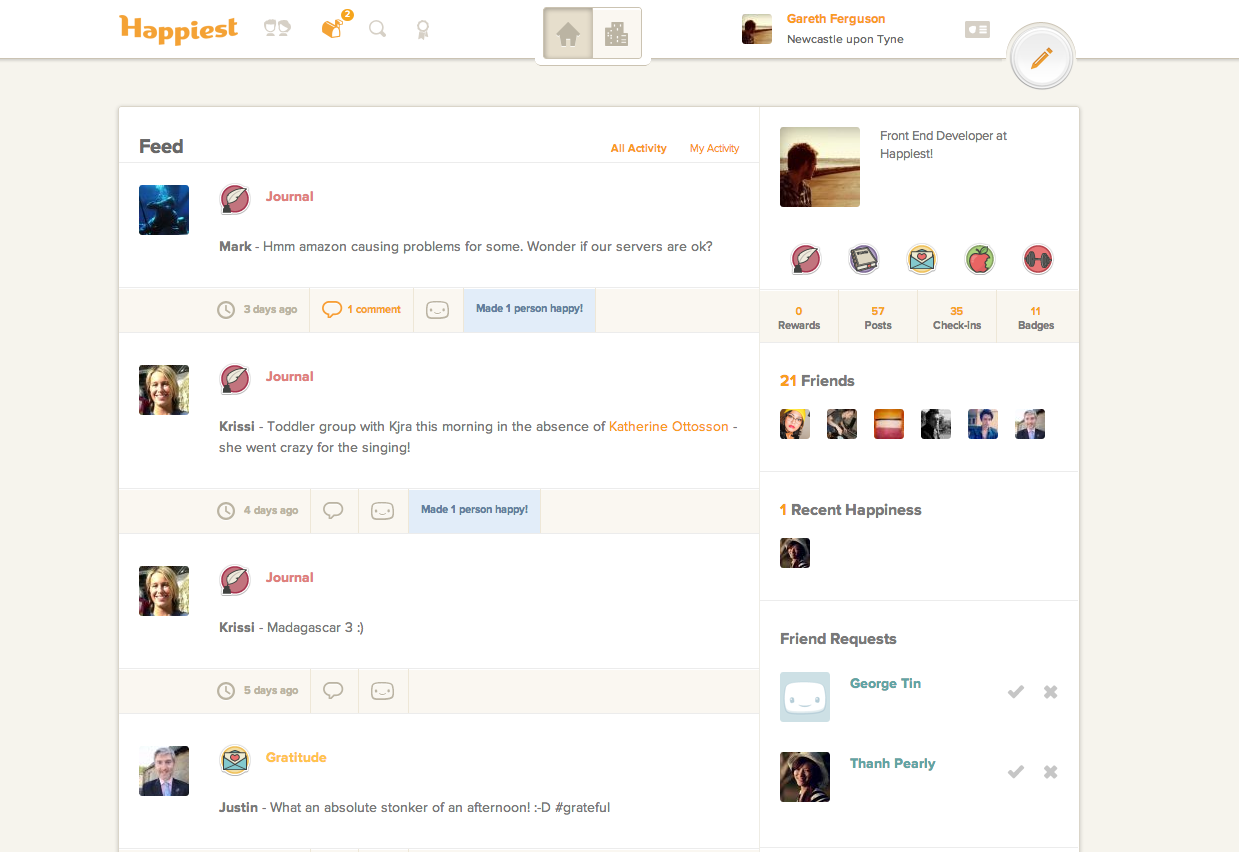 Happiest
2
Gareth Ferguson
Newcastle upon Tyne
Feed
All Activity
My Activity
Journal
Mark - Hmm amazon causing problems for some. Wonder if our servers are ok?
3 days ago
1 comment
Made 1 person happy!
Journal
Krissi - Toddler group with Kjra this morning in the absence of Katherine Ottosson -
she went crazy for the singing!
4 days ago
Made 1 person happy!
Journal
Krissi - Madagascar 3 :)
5 days ago
Gratitude
Justin - What an absolute stonker of an afternoon! :-D #grateful
Front End Developer at
Happiest!
0
Rewards
57
Posts
35
Check-ins
11
Badges
21 Friends
1 Recent Happiness
Friend Requests
George Tin
Thanh Pearly